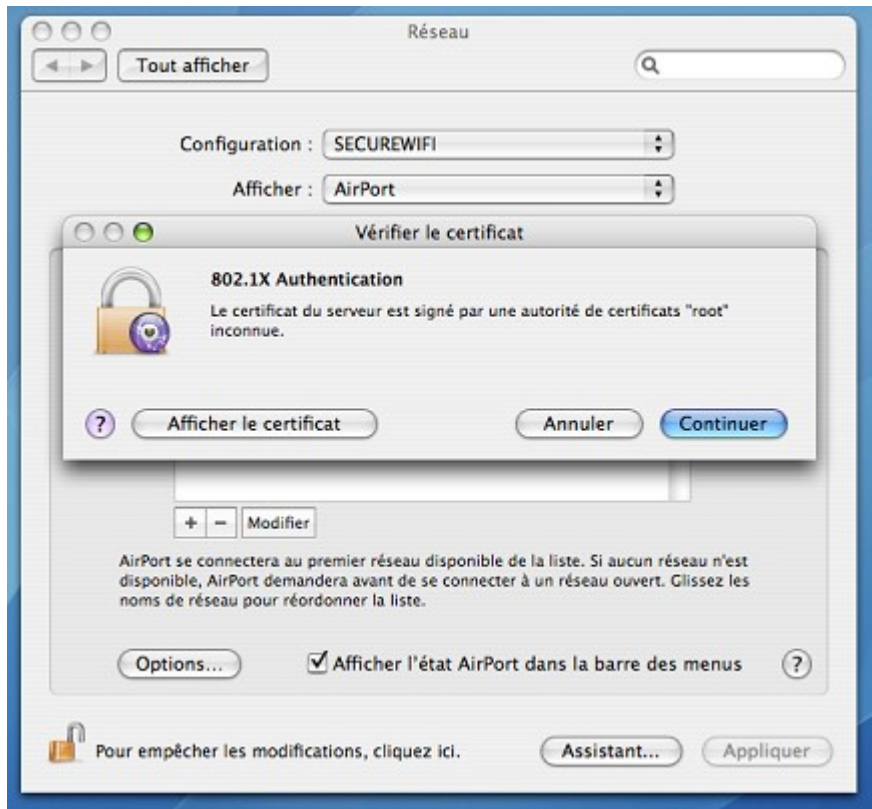 Réseau
Tout afficher
Configuration : SECUREWIFI
Afficher : AirPort
Vérifier le certificat
802.1X Authentication
Le certificat du serveur est signé par une autorité de certificats "root"
inconnue.
? Afficher le certificat Annuler Continuer
+ − Modifier
AirPort se connectera au premier réseau disponible de la liste. Si aucun réseau n'est
disponible, AirPort demandera avant de se connecter à un réseau ouvert. Glissez les
noms de réseau pour réordonner la liste.
Options... Afficher l'état AirPort dans la barre des menus ?
Pour empêcher les modifications, cliquez ici. Assistant... Appliquer